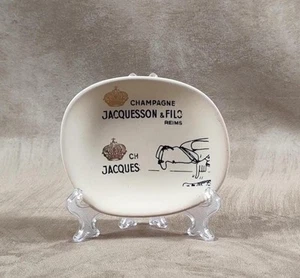 CHAMPAGNE
JACQUESSON & FILS
REIMS
CH
JACQUES